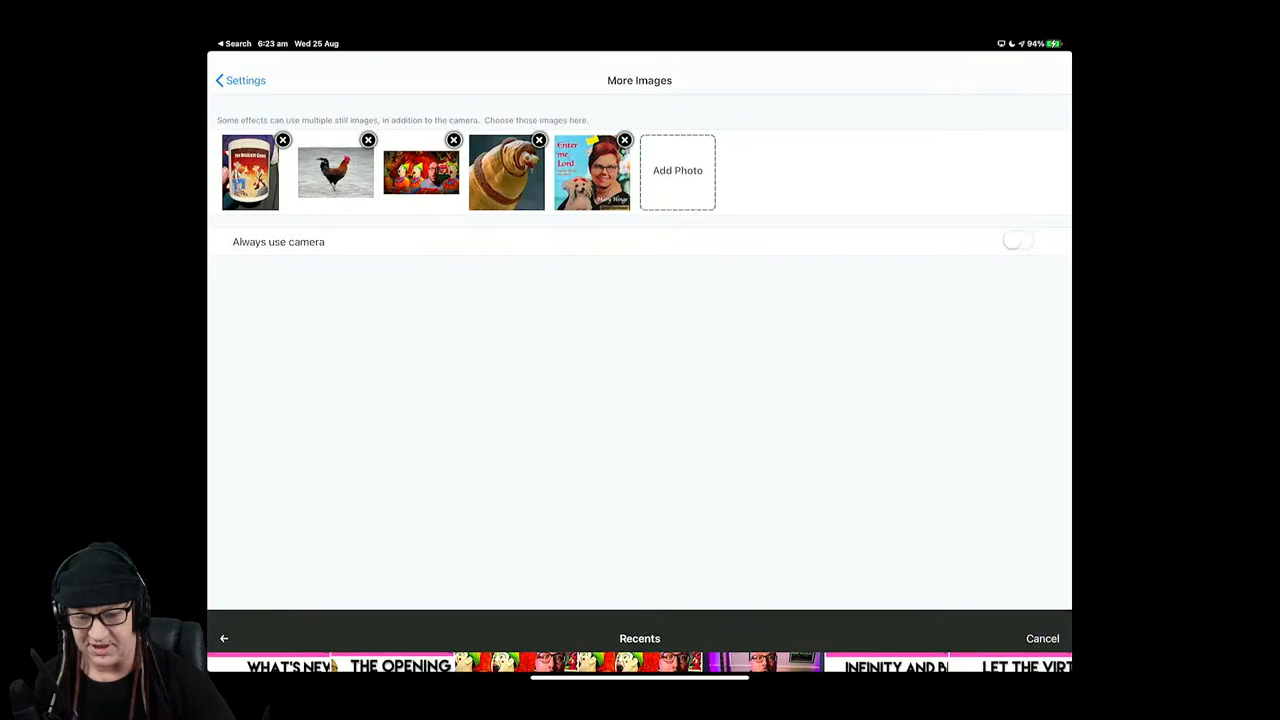 Search 6:23 am Wed 25 Aug 94%
Settings More Images
Some effects can use multiple still images, in addition to the camera. Choose those images here.
Enter
me
Lord
Mary Hinge
Add Photo
Always use camera
Recents Cancel
WHAT'S NEW THE OPENING INFINITY AND B LET THE VIRT